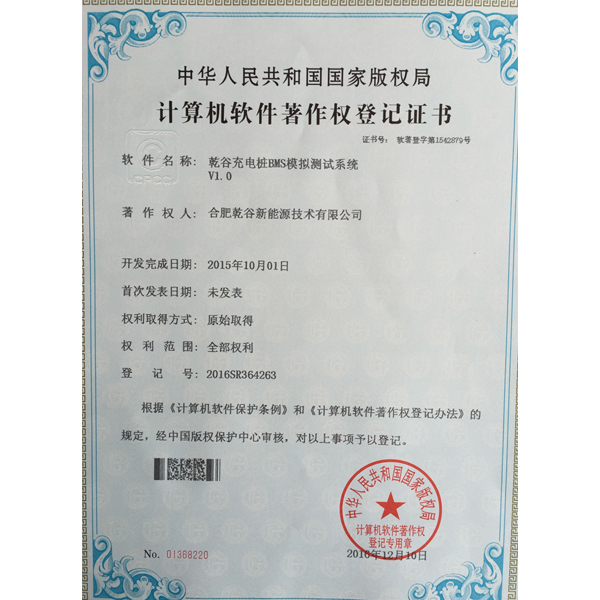 中华人民共和国国家版权局
计算机软件著作权登记证书
证书号： 软著登字第1542879号
软件名称： 乾谷充电桩BMS模拟测试系统
V1.0
著作权人： 合肥乾谷新能源技术有限公司
开发完成日期： 2015年10月01日
首次发表日期： 未发表
权利取得方式： 原始取得
权利范围： 全部权利
登记号： 2016SR364263
根据《计算机软件保护条例》和《计算机软件著作权登记办法》的
规定，经中国版权保护中心审核，对以上事项予以登记。
中华人民共和国国家版权局
计算机软件著作权
登记专用章
No. 01368220
2016年12月10日